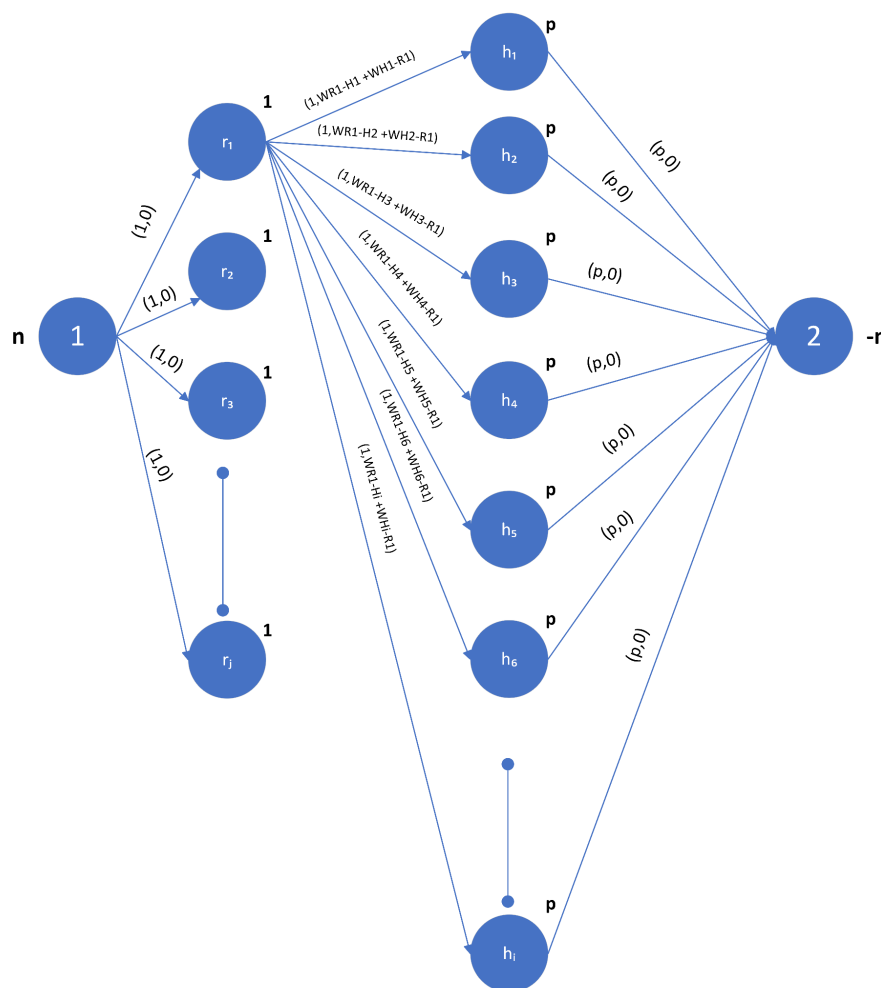 n
1
(1,0)
(1,0)
(1,0)
(1,0)
r1
1
r2
1
r3
1
rj
1
(1,WR1-H1 +WH1-R1)
(1,WR1-H2 +WH2-R1)
(1,WR1-H3 +WH3-R1)
(1,WR1-H4 +WH4-R1)
(1,WR1-H5 +WH5-R1)
(1,WR1-H6 +WH6-R1)
(1,WR1-Hi +WHi-R1)
h1
p
h2
p
h3
p
h4
p
h5
p
h6
p
hi
p
(p,0)
(p,0)
(p,0)
(p,0)
(p,0)
(p,0)
(p,0)
2